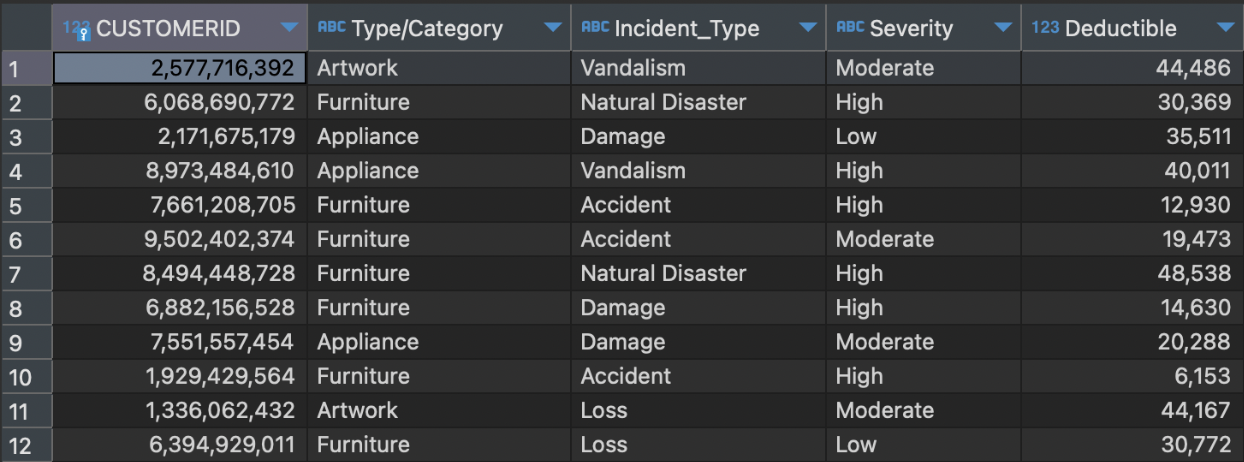 123 CUSTOMERID ABC Type/Category ABC Incident_Type ABC Severity 123 Deductible
1 2,577,716,392 Artwork Vandalism Moderate 44,486
2 6,068,690,772 Furniture Natural Disaster High 30,369
3 2,171,675,179 Appliance Damage Low 35,511
4 8,973,484,610 Appliance Vandalism High 40,011
5 7,661,208,705 Furniture Accident High 12,930
6 9,502,402,374 Furniture Accident Moderate 19,473
7 8,494,448,728 Furniture Natural Disaster High 48,538
8 6,882,156,528 Furniture Damage High 14,630
9 7,551,557,454 Appliance Damage Moderate 20,288
10 1,929,429,564 Furniture Accident High 6,153
11 1,336,062,432 Artwork Loss Moderate 44,167
12 6,394,929,011 Furniture Loss Low 30,772